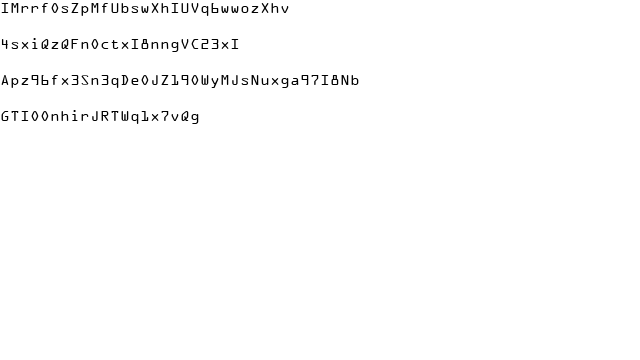 IMrrf0sZpMfUbswXhIUVq6wwozXhv
4sxiQzQFn0ctxI8nngVC23xI
Apz96fx3Sn3qDe0JZ190WyMJsNuxga97I8Nb
GTI00nhirJRTWq1x7vQg